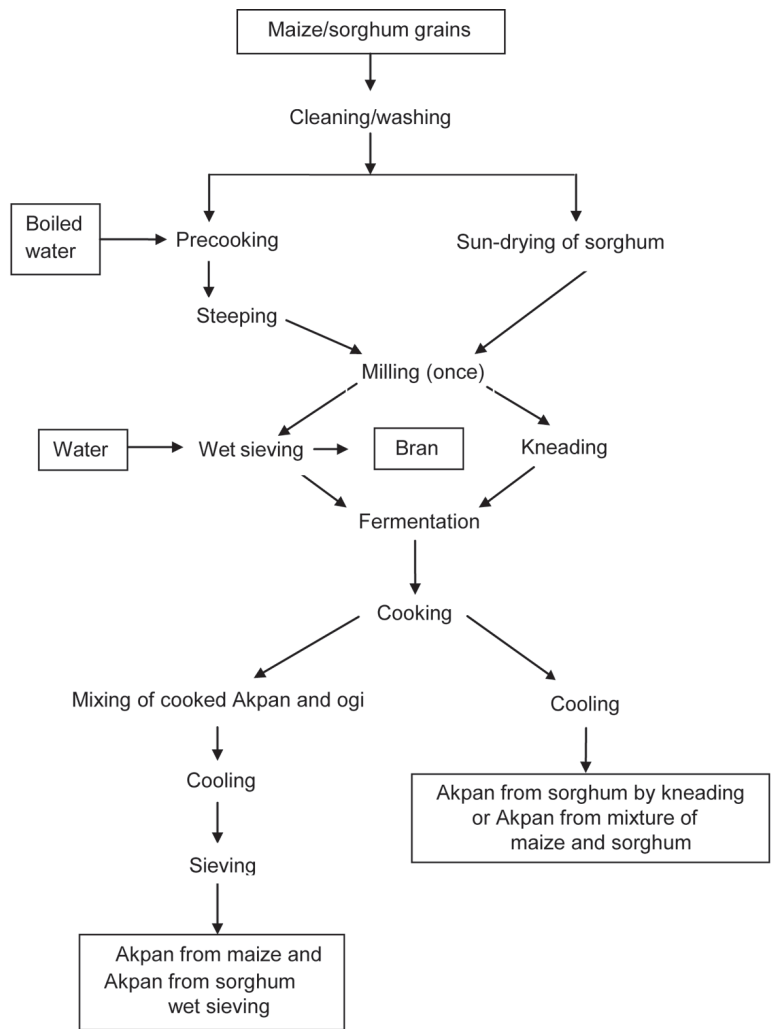 Maize/sorghum grains
Cleaning/washing
Boiled
water
Precooking
Sun-drying of sorghum
Steeping
Milling (once)
Water
Wet sieving
Bran
Kneading
Fermentation
Cooking
Mixing of cooked Akpan and ogi
Cooling
Cooling
Akpan from sorghum by kneading
or Akpan from mixture of
maize and sorghum
Sieving
Akpan from maize and
Akpan from sorghum
wet sieving